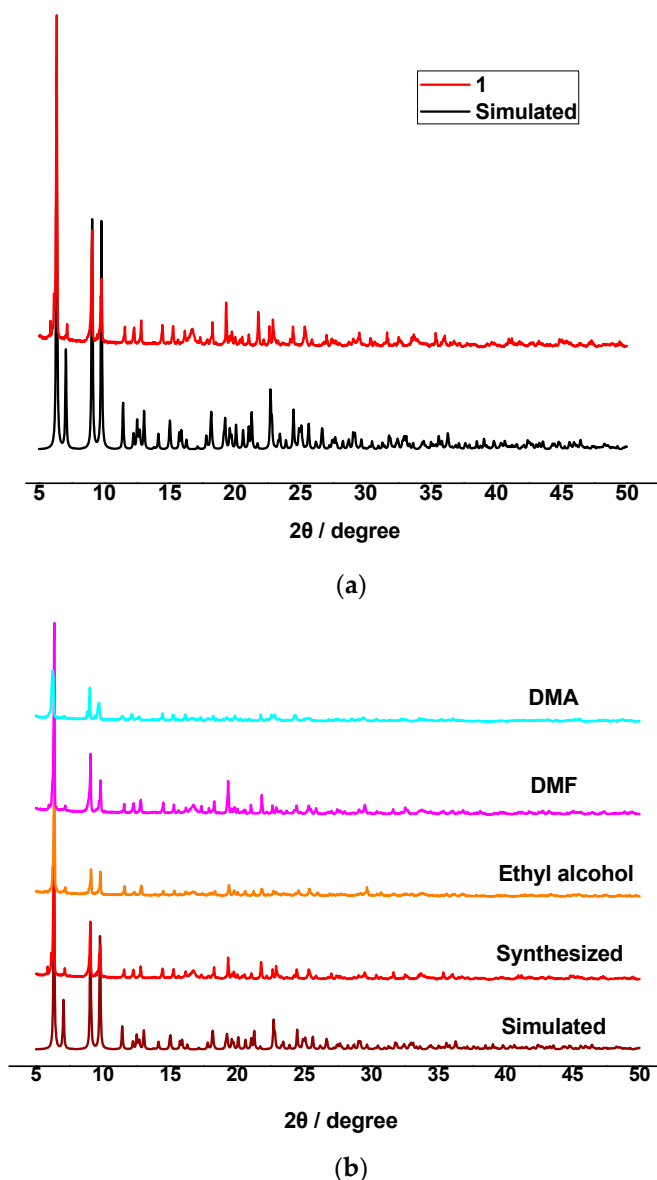 1
Simulated
5 10 15 20 25 30 35 40 45 50
2θ / degree
(a)
DMA
DMF
Ethyl alcohol
Synthesized
Simulated
5 10 15 20 25 30 35 40 45 50
2θ / degree
(b)